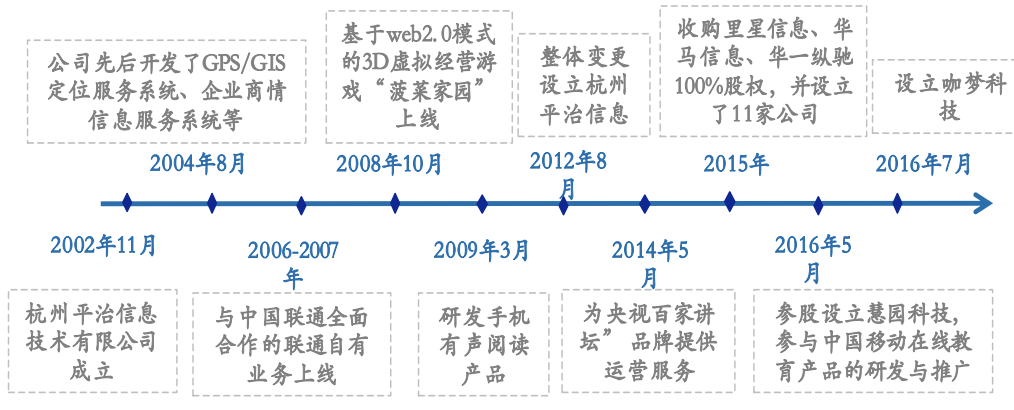 公司先后开发了GPS/GIS
定位服务系统、企业商情
信息服务系统等
2004年8月
基于web2.0模式
的3D虚拟经营游
戏“菠菜家园”
上线
2008年10月
整体变更
设立杭州
平治信息
2012年8
月
收购里星信息、华
马信息、华一纵驰
100%股权，并设立
了11家公司
2015年
设立咖梦科
技
2016年7月
2002年11月
杭州平治信息
技术有限公司
成立
2006-2007
年
与中国联通全面
合作的联通自有
业务上线
2009年3月
研发手机
有声阅读
产品
2014年5
月
为央视百家讲
坛”品牌提供
运营服务
2016年5
月
参股设立慧园科技，
参与中国移动在线教
育产品的研发与推广